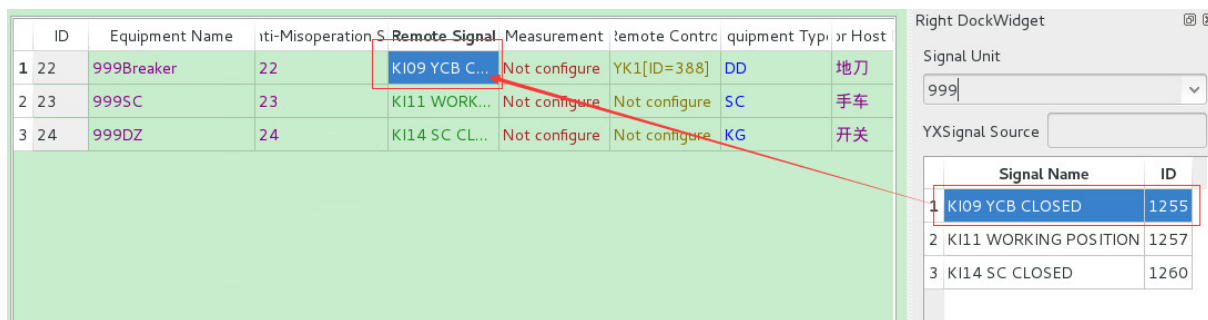 ID Equipment Name nti-Misoperation S Remote Signal Measurement Remote Contro quipment Type or Host
1 22 999Breaker 22 KI09 YCB C... Not configure YK1[ID=388] DD 地刀
2 23 999SC 23 KI11 WORK... Not configure Not configure SC 手车
3 24 999DZ 24 KI14 SC CL... Not configure Not configure KG 开关
Right DockWidget
Signal Unit
999
YXSignal Source
Signal Name ID
1 KI09 YCB CLOSED 1255
2 KI11 WORKING POSITION 1257
3 KI14 SC CLOSED 1260